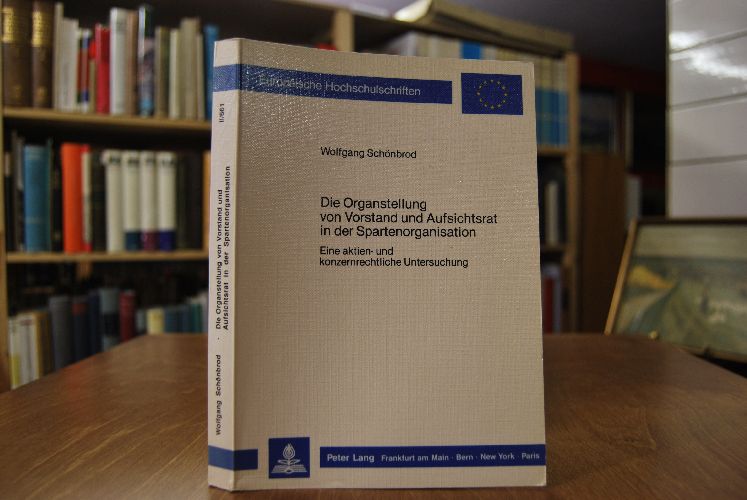 Europäische Hochschulschriften
Wolfgang Schönbrod
Die Organstellung
von Vorstand und Aufsichtsrat
in der Spartenorganisation
Eine aktien- und
konzernrechtliche Untersuchung
Peter Lang Frankfurt am Main · Bern · New York · Paris
II/661
Wolfgang Schönbrod · Die Organstellung von Vorstand und
Aufsichtsrat in der Spartenorganisation